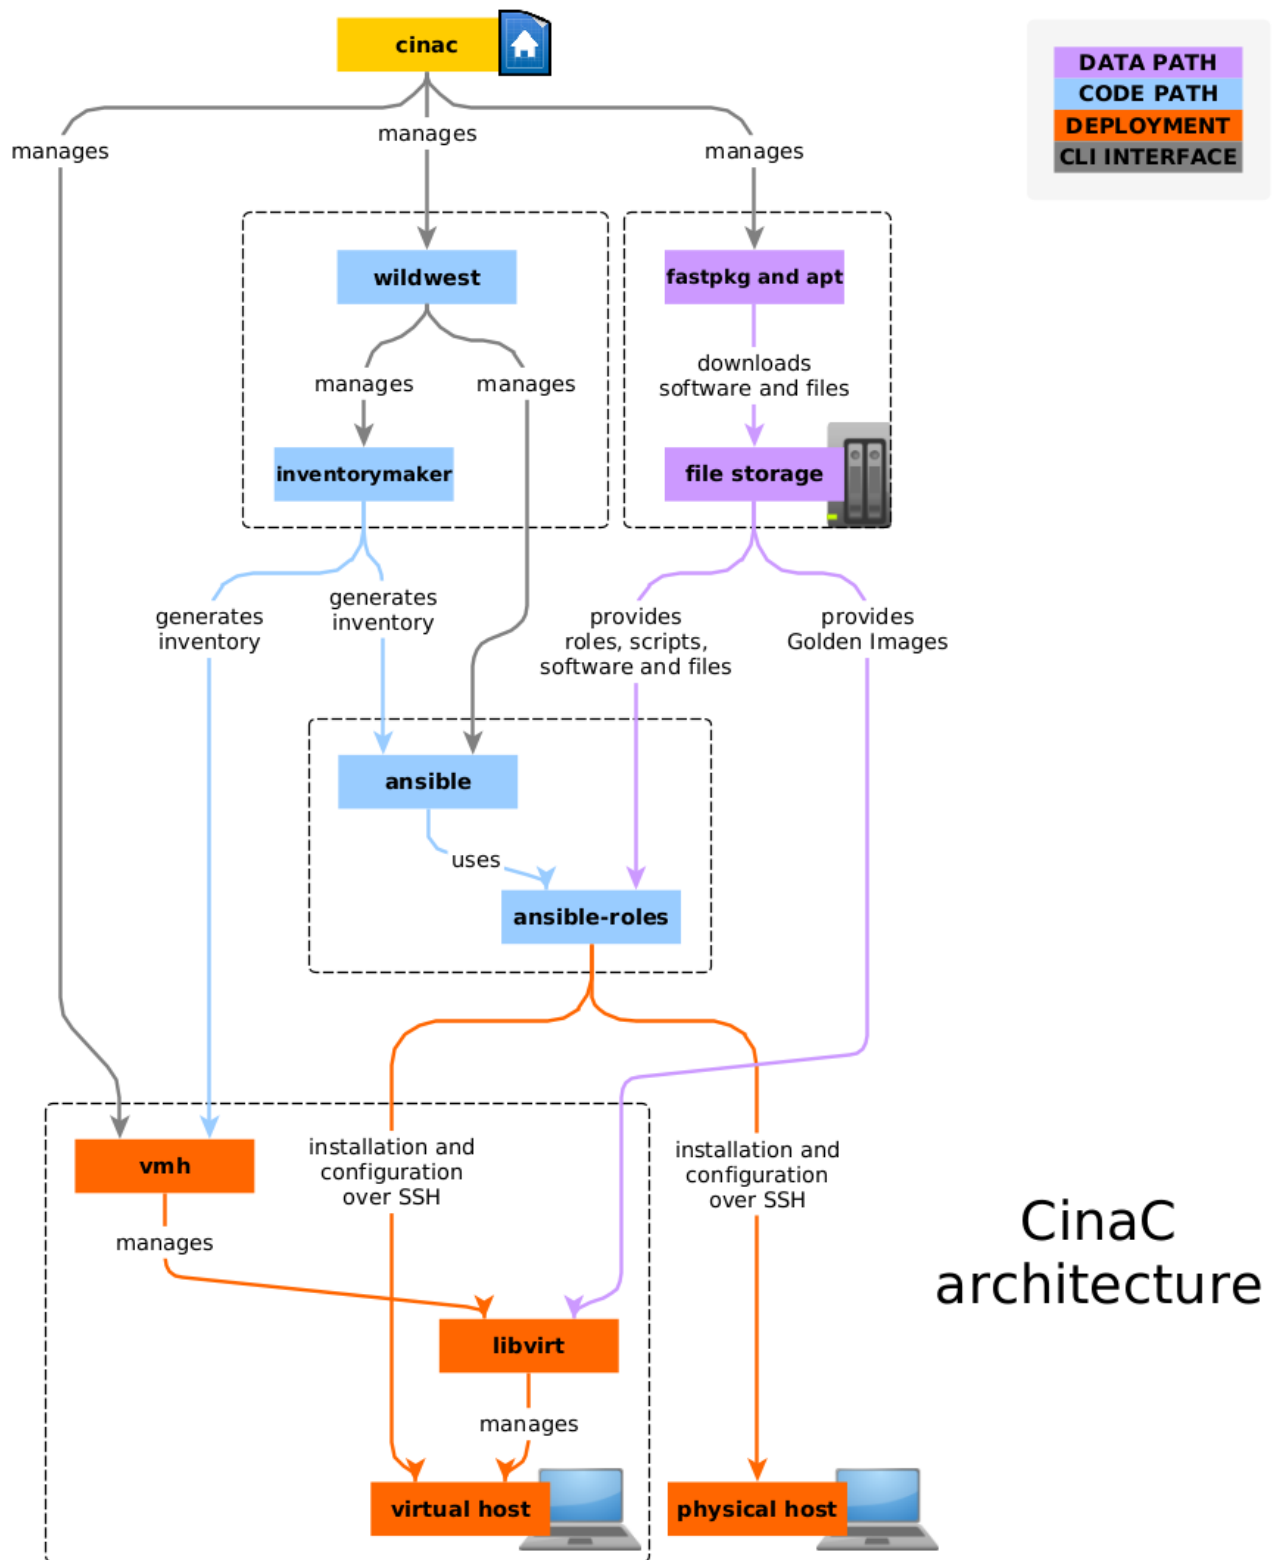 cinac
DATA PATH
CODE PATH
DEPLOYMENT
CLI INTERFACE
manages
manages
manages
wildwest
fastpkg and apt
downloads
software and files
manages
manages
inventorymaker
file storage
generates
inventory
generates
inventory
provides
roles, scripts,
software and files
provides
Golden Images
ansible
uses
ansible-roles
installation and
configuration
over SSH
installation and
configuration
over SSH
vmh
manages
CinaC
architecture
libvirt
manages
virtual host
physical host